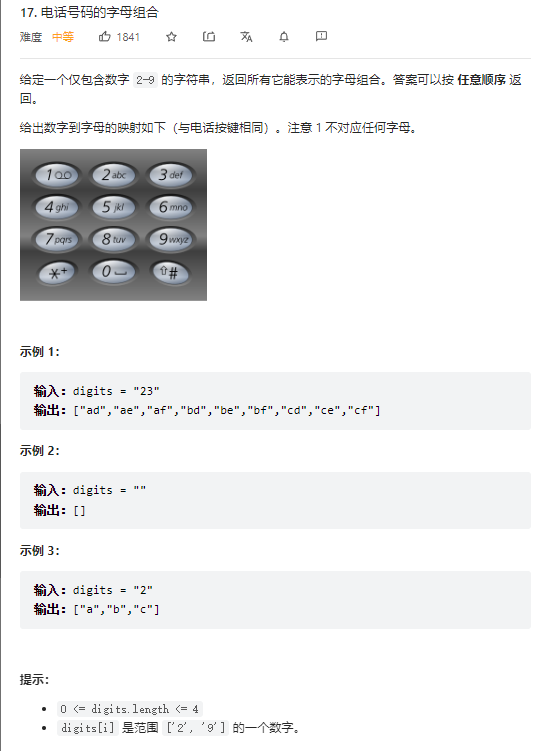 17. 电话号码的字母组合
难度 中等 1841
给定一个仅包含数字 2-9 的字符串，返回所有它能表示的字母组合。答案可以按 任意顺序 返
回。
给出数字到字母的映射如下（与电话按键相同）。注意 1 不对应任何字母。
1 2 abc 3 def
4 ghi 5 jkl 6 mno
7 pqrs 8 tuv 9 wxyz
*+ 0 #
示例 1：
输入：digits = "23"
输出：["ad","ae","af","bd","be","bf","cd","ce","cf"]
示例 2：
输入：digits = ""
输出：[]
示例 3：
输入：digits = "2"
输出：["a","b","c"]
提示：
• 0 <= digits.length <= 4
• digits[i] 是范围 ['2', '9'] 的一个数字。